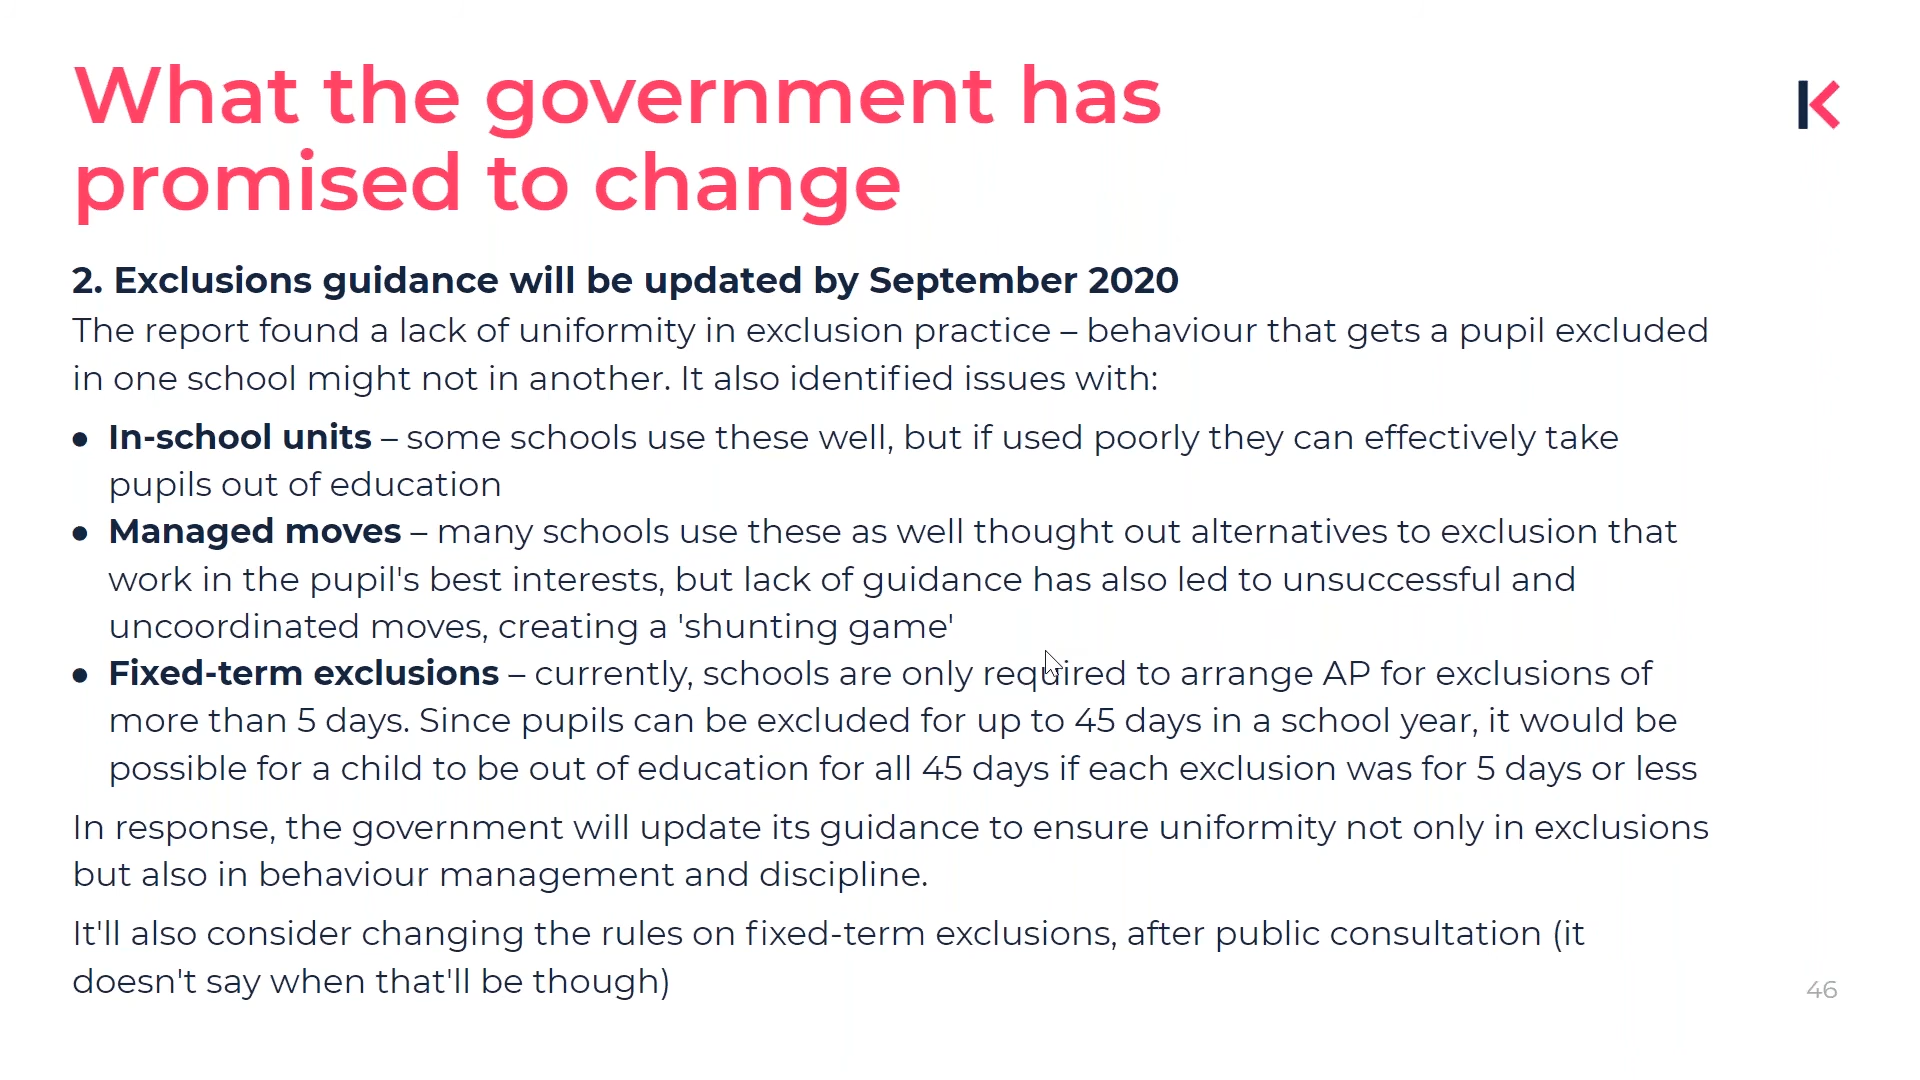 What the government has
promised to change
2. Exclusions guidance will be updated by September 2020
The report found a lack of uniformity in exclusion practice – behaviour that gets a pupil excluded
in one school might not in another. It also identified issues with:
● In-school units – some schools use these well, but if used poorly they can effectively take
pupils out of education
● Managed moves – many schools use these as well thought out alternatives to exclusion that
work in the pupil's best interests, but lack of guidance has also led to unsuccessful and
uncoordinated moves, creating a 'shunting game'
● Fixed-term exclusions – currently, schools are only required to arrange AP for exclusions of
more than 5 days. Since pupils can be excluded for up to 45 days in a school year, it would be
possible for a child to be out of education for all 45 days if each exclusion was for 5 days or less
In response, the government will update its guidance to ensure uniformity not only in exclusions
but also in behaviour management and discipline.
It'll also consider changing the rules on fixed-term exclusions, after public consultation (it
doesn't say when that'll be though)
46